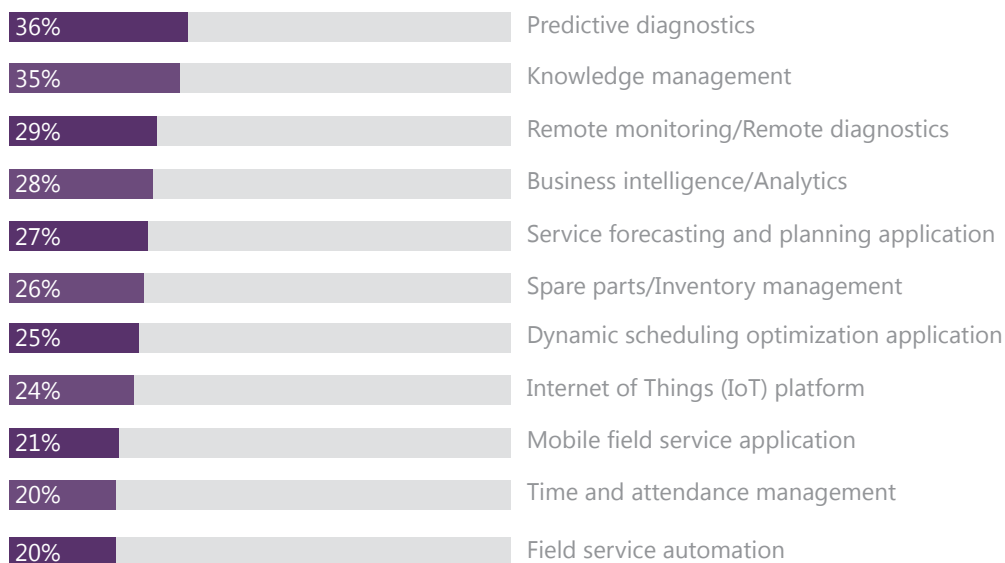 36% Predictive diagnostics
35% Knowledge management
29% Remote monitoring/Remote diagnostics
28% Business intelligence/Analytics
27% Service forecasting and planning application
26% Spare parts/Inventory management
25% Dynamic scheduling optimization application
24% Internet of Things (IoT) platform
21% Mobile field service application
20% Time and attendance management
20% Field service automation